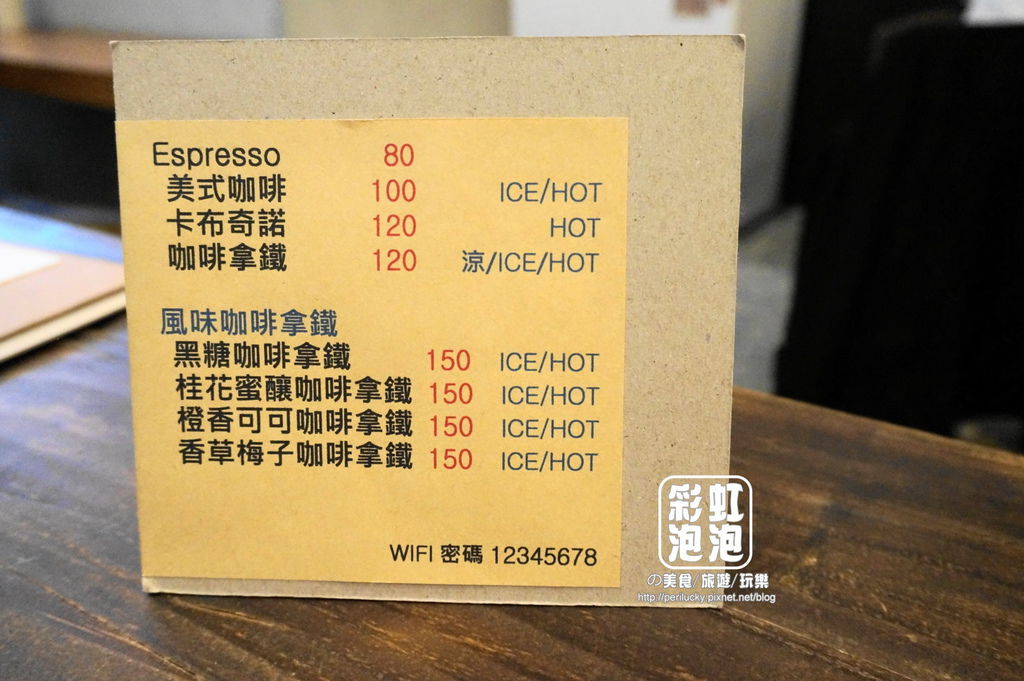 Espresso 80
美式咖啡 100 ICE/HOT
卡布奇諾 120 HOT
咖啡拿鐵 120 涼/ICE/HOT
風味咖啡拿鐵
黑糖咖啡拿鐵 150 ICE/HOT
桂花蜜釀咖啡拿鐵 150 ICE/HOT
橙香可可咖啡拿鐵 150 ICE/HOT
香草梅子咖啡拿鐵 150 ICE/HOT
WIFI 密碼 12345678
彩虹
泡泡
の美食/旅遊/玩樂
http://perilucky.pixnet.net/blog